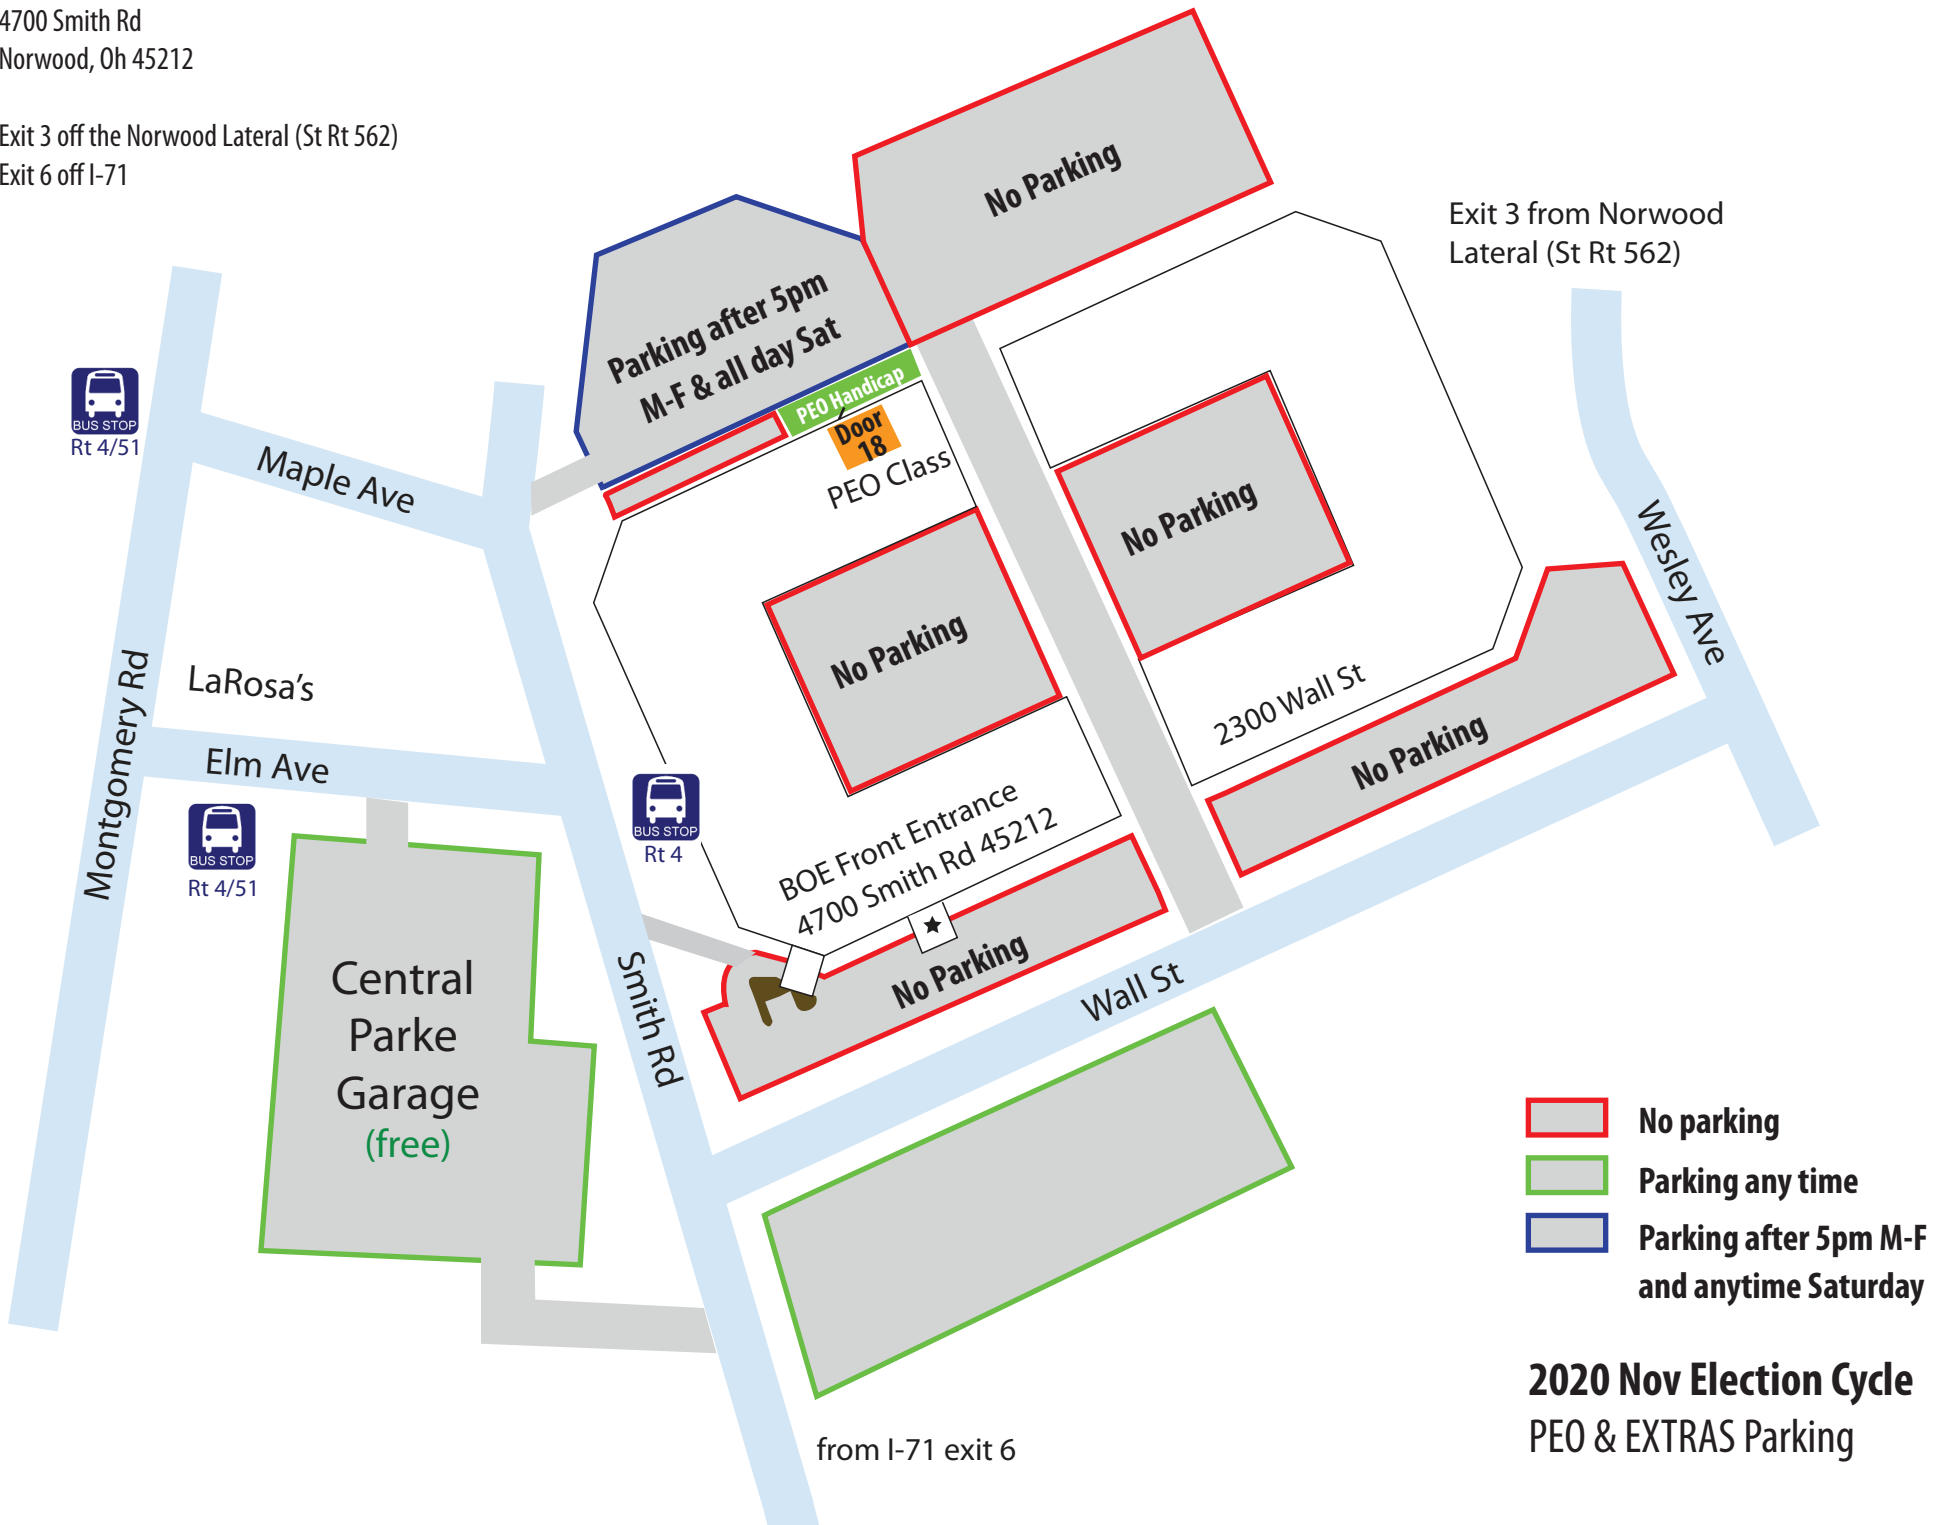 4700 Smith Rd
Norwood, Oh 45212
Exit 3 off the Norwood Lateral (St Rt 562)
Exit 6 off I-71
No Parking
Exit 3 from Norwood
Lateral (St Rt 562)
Parking after 5pm
M-F & all day Sat
PEO Handicap
Door
18
PEO Class
BUS STOP
Rt 4/51
Maple Ave
No Parking
Wesley Ave
No Parking
LaRosa's
Montgomery Rd
Elm Ave
2300 Wall St
No Parking
BUS STOP
Rt 4
BUS STOP
Rt 4/51
BOE Front Entrance
4700 Smith Rd 45212
No Parking
Smith Rd
Wall St
Central
Parke
Garage
(free)
No parking
Parking any time
Parking after 5pm M-F
and anytime Saturday
2020 Nov Election Cycle
PEO & EXTRAS Parking
from I-71 exit 6